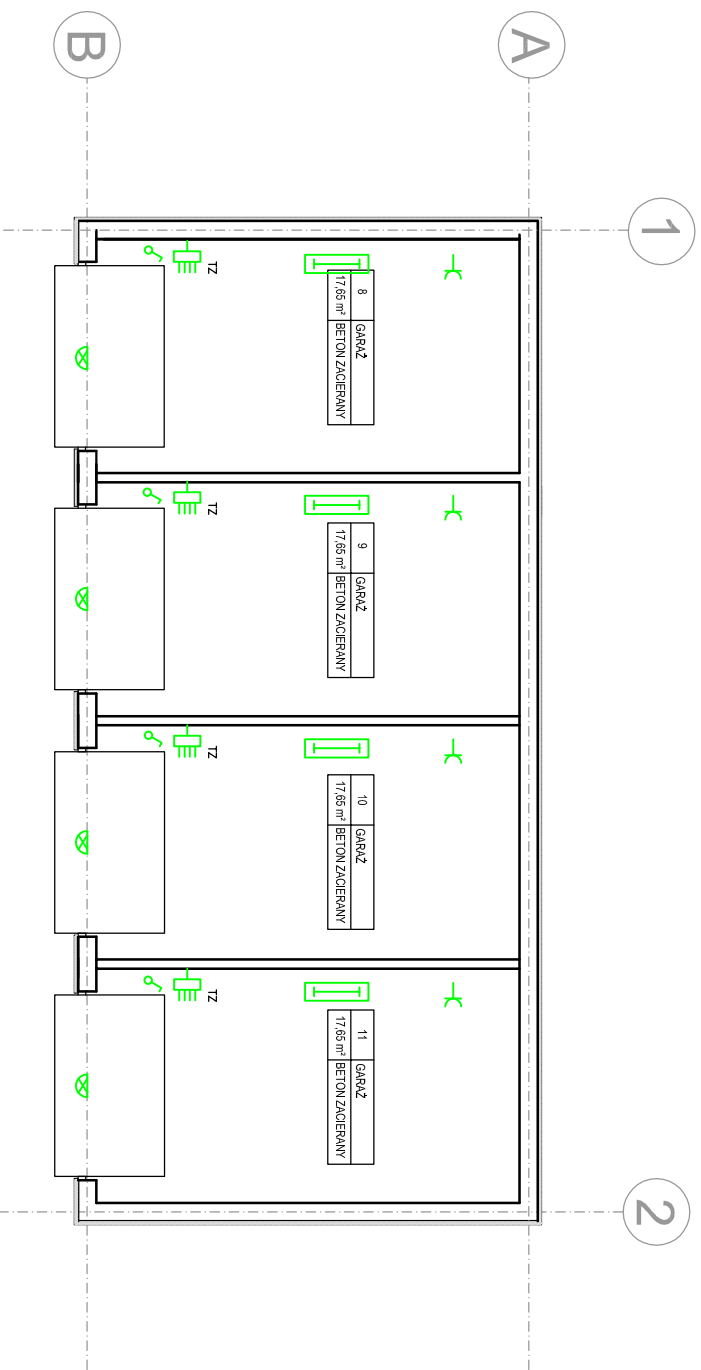 B
A
1
TZ
8 GARAŻ
17,65 m² BETON ZACIERANY
TZ
9 GARAŻ
17,65 m² BETON ZACIERANY
TZ
10 GARAŻ
17,65 m² BETON ZACIERANY
TZ
11 GARAŻ
17,65 m² BETON ZACIERANY
2